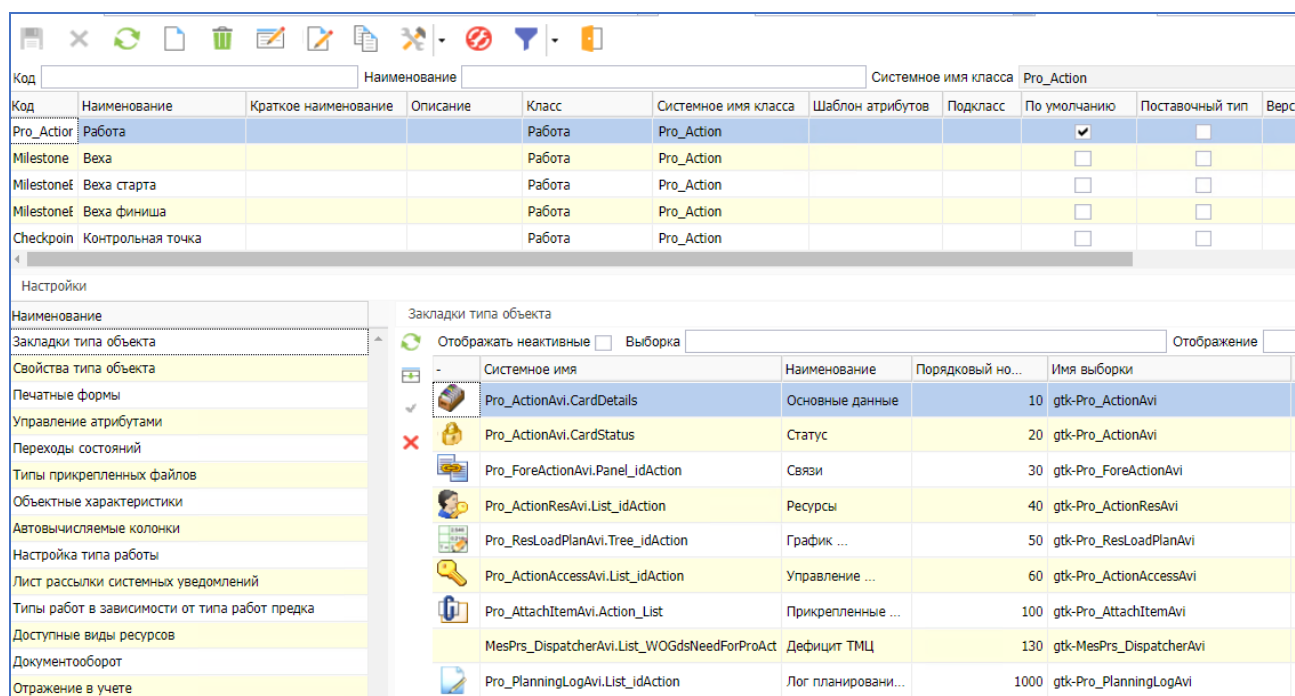 Код Наименование Системное имя класса Pro_Action
Код Наименование Краткое наименование Описание Класс Системное имя класса Шаблон атрибутов Подкласс По умолчанию Поставочный тип Верс
Pro_Action Работа Работа Pro_Action
Milestone Веха Работа Pro_Action
MilestoneE Веха старта Работа Pro_Action
MilestoneE Веха финиша Работа Pro_Action
Checkpoin Контрольная точка Работа Pro_Action
Настройки
Наименование
Закладки типа объекта
Свойства типа объекта
Печатные формы
Управление атрибутами
Переходы состояний
Типы прикрепленных файлов
Объектные характеристики
Автовычисляемые колонки
Настройка типа работы
Лист рассылки системных уведомлений
Типы работ в зависимости от типа работ предка
Доступные виды ресурсов
Документооборот
Отражение в учете
Закладки типа объекта
Отображать неактивные Выборка Отображение
- Системное имя Наименование Порядковый но... Имя выборки
Pro_ActionAvi.CardDetails Основные данные 10 gtk-Pro_ActionAvi
Pro_ActionAvi.CardStatus Статус 20 gtk-Pro_ActionAvi
Pro_ForeActionAvi.Panel_idAction Связи 30 gtk-Pro_ForeActionAvi
Pro_ActionResAvi.List_idAction Ресурсы 40 gtk-Pro_ActionResAvi
Pro_ResLoadPlanAvi.Tree_idAction График ... 50 gtk-Pro_ResLoadPlanAvi
Pro_ActionAccessAvi.List_idAction Управление ... 60 gtk-Pro_ActionAccessAvi
Pro_AttachItemAvi.Action_List Прикрепленные ... 100 gtk-Pro_AttachItemAvi
MesPrs_DispatcherAvi.List_WOGdsNeedForProAct Дефицит ТМЦ 130 gtk-MesPrs_DispatcherAvi
Pro_PlanningLogAvi.List_idAction Лог планировани... 1000 gtk-Pro_PlanningLogAvi